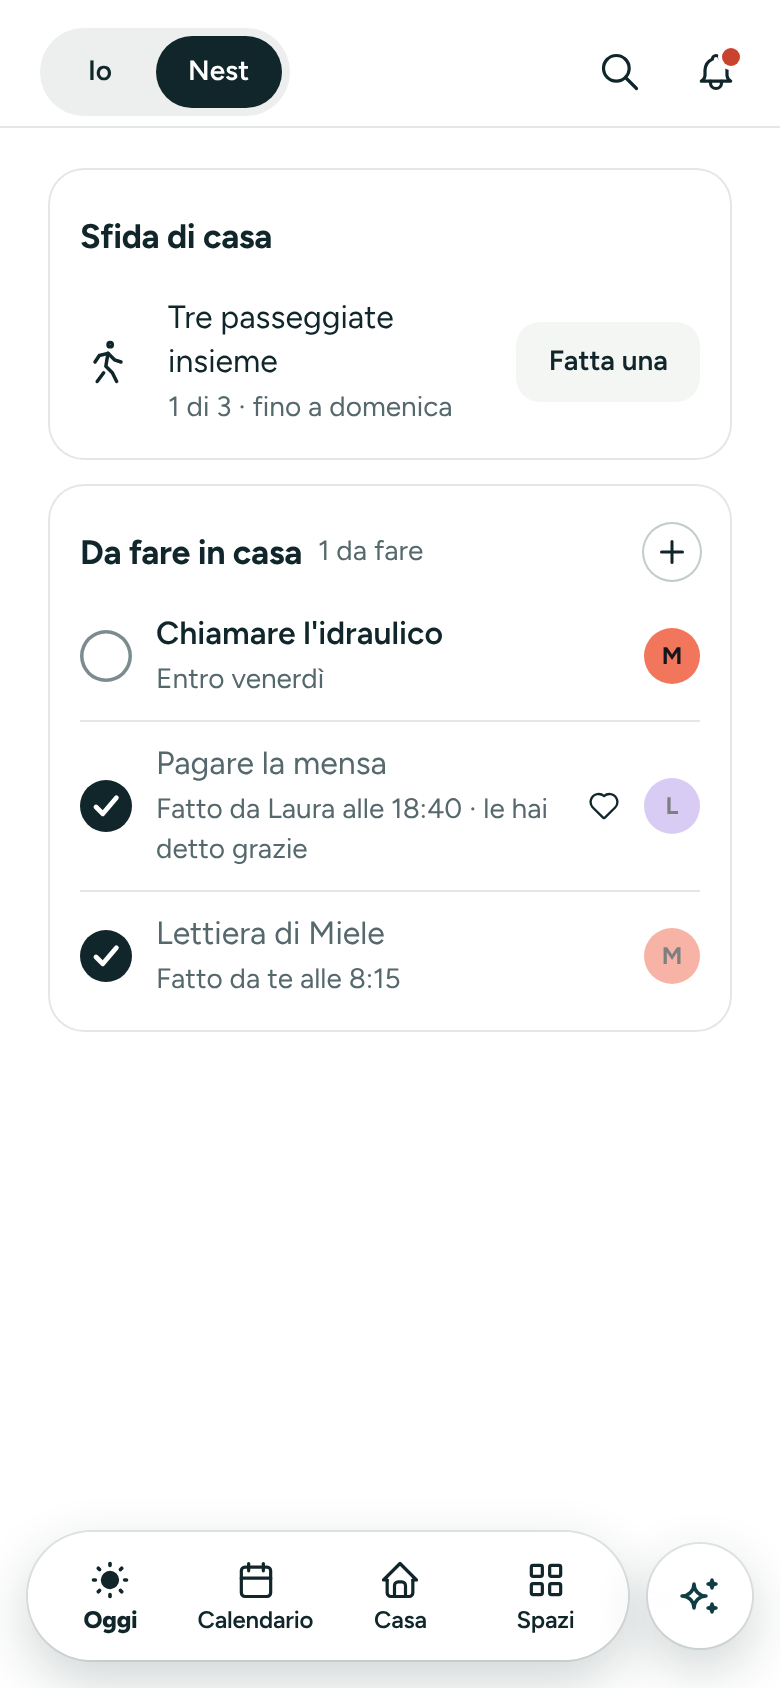 Io
Nest
Sfida di casa
Tre passeggiate
insieme
1 di 3 · fino a domenica
Fatta una
Da fare in casa 1 da fare
Chiamare l'idraulico
Entro venerdì
M
Pagare la mensa
Fatto da Laura alle 18:40 · le hai
detto grazie
L
Lettiera di Miele
Fatto da te alle 8:15
M
Oggi
Calendario
Casa
Spazi